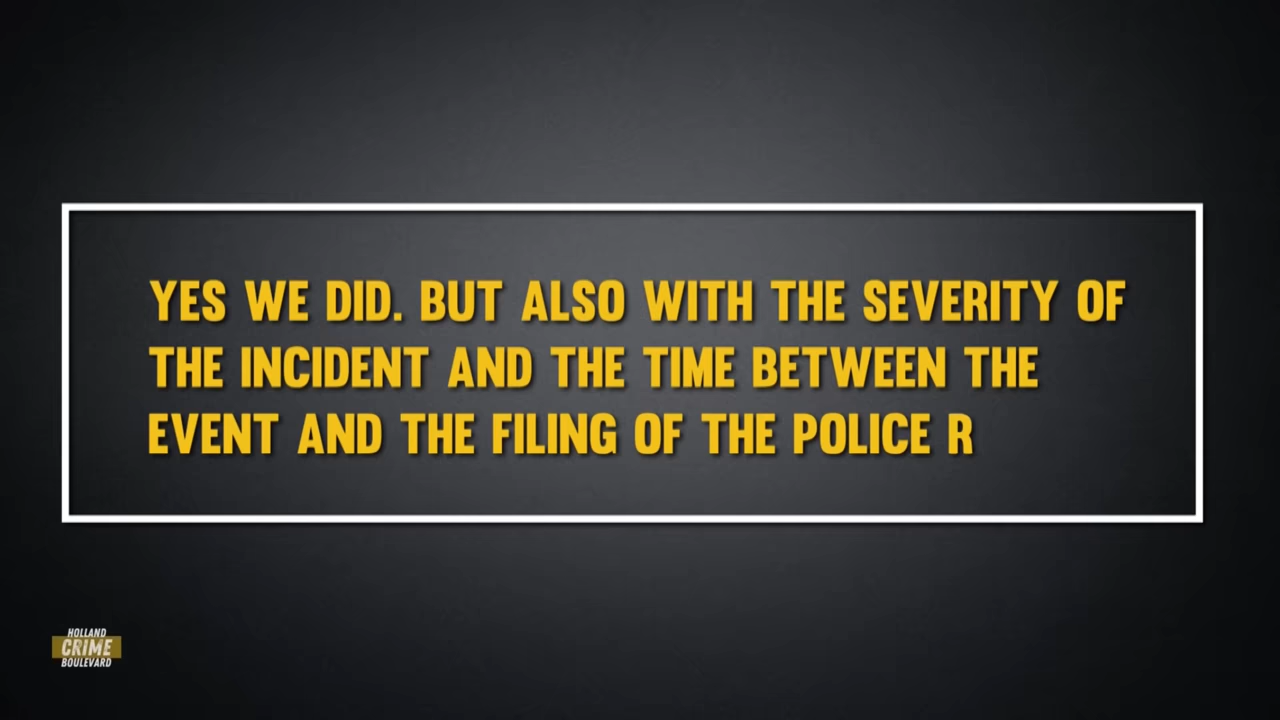 YES WE DID. BUT ALSO WITH THE SEVERITY OF
THE INCIDENT AND THE TIME BETWEEN THE
EVENT AND THE FILING OF THE POLICE R
HOLLAND
CRIME
BOULEVARD